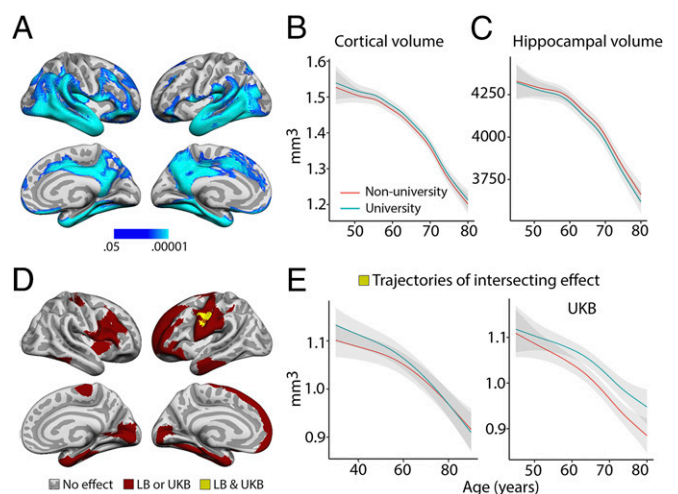 A
B
Cortical volume
C
Hippocampal volume
1.6
1.5
1.4
1.3
1.2
mm3
Non-university
University
50 60 70 80
4250
4000
3750
50 60 70 80
.05 .00001
D
E
Trajectories of intersecting effect
UKB
1.1
1.0
0.9
mm3
40 60 80
1.1
1.0
0.9
50 60 70 80
Age (years)
No effect LB or UKB LB & UKB